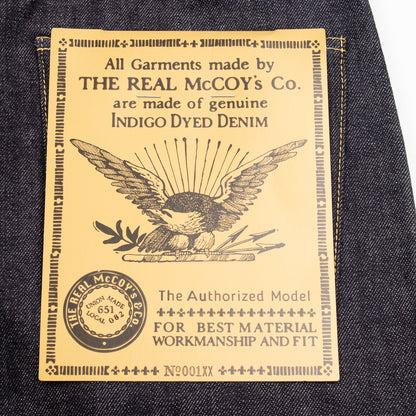 All Garments made by
THE REAL McCOY's Co.
are made of genuine
INDIGO DYED DENIM
The Authorized Model
THE REAL McCOY'S & CO.
UNION MADE
651
LOCAL 082
FOR BEST MATERIAL
WORKMANSHIP AND FIT
No001XX